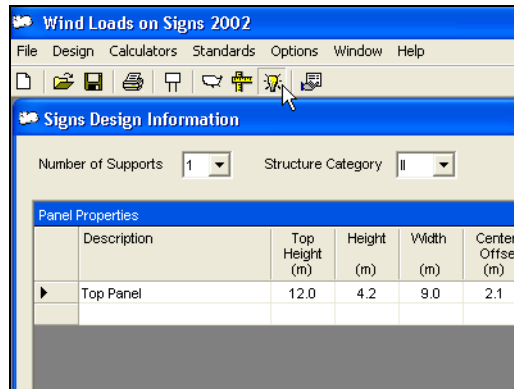 Wind Loads on Signs 2002
File Design Calculators Standards Options Window Help
Signs Design Information
Number of Supports 1 Structure Category II
Panel Properties
Description Top Height (m) Height (m) Width (m) Center Offse (m)
Top Panel 12.0 4.2 9.0 2.1